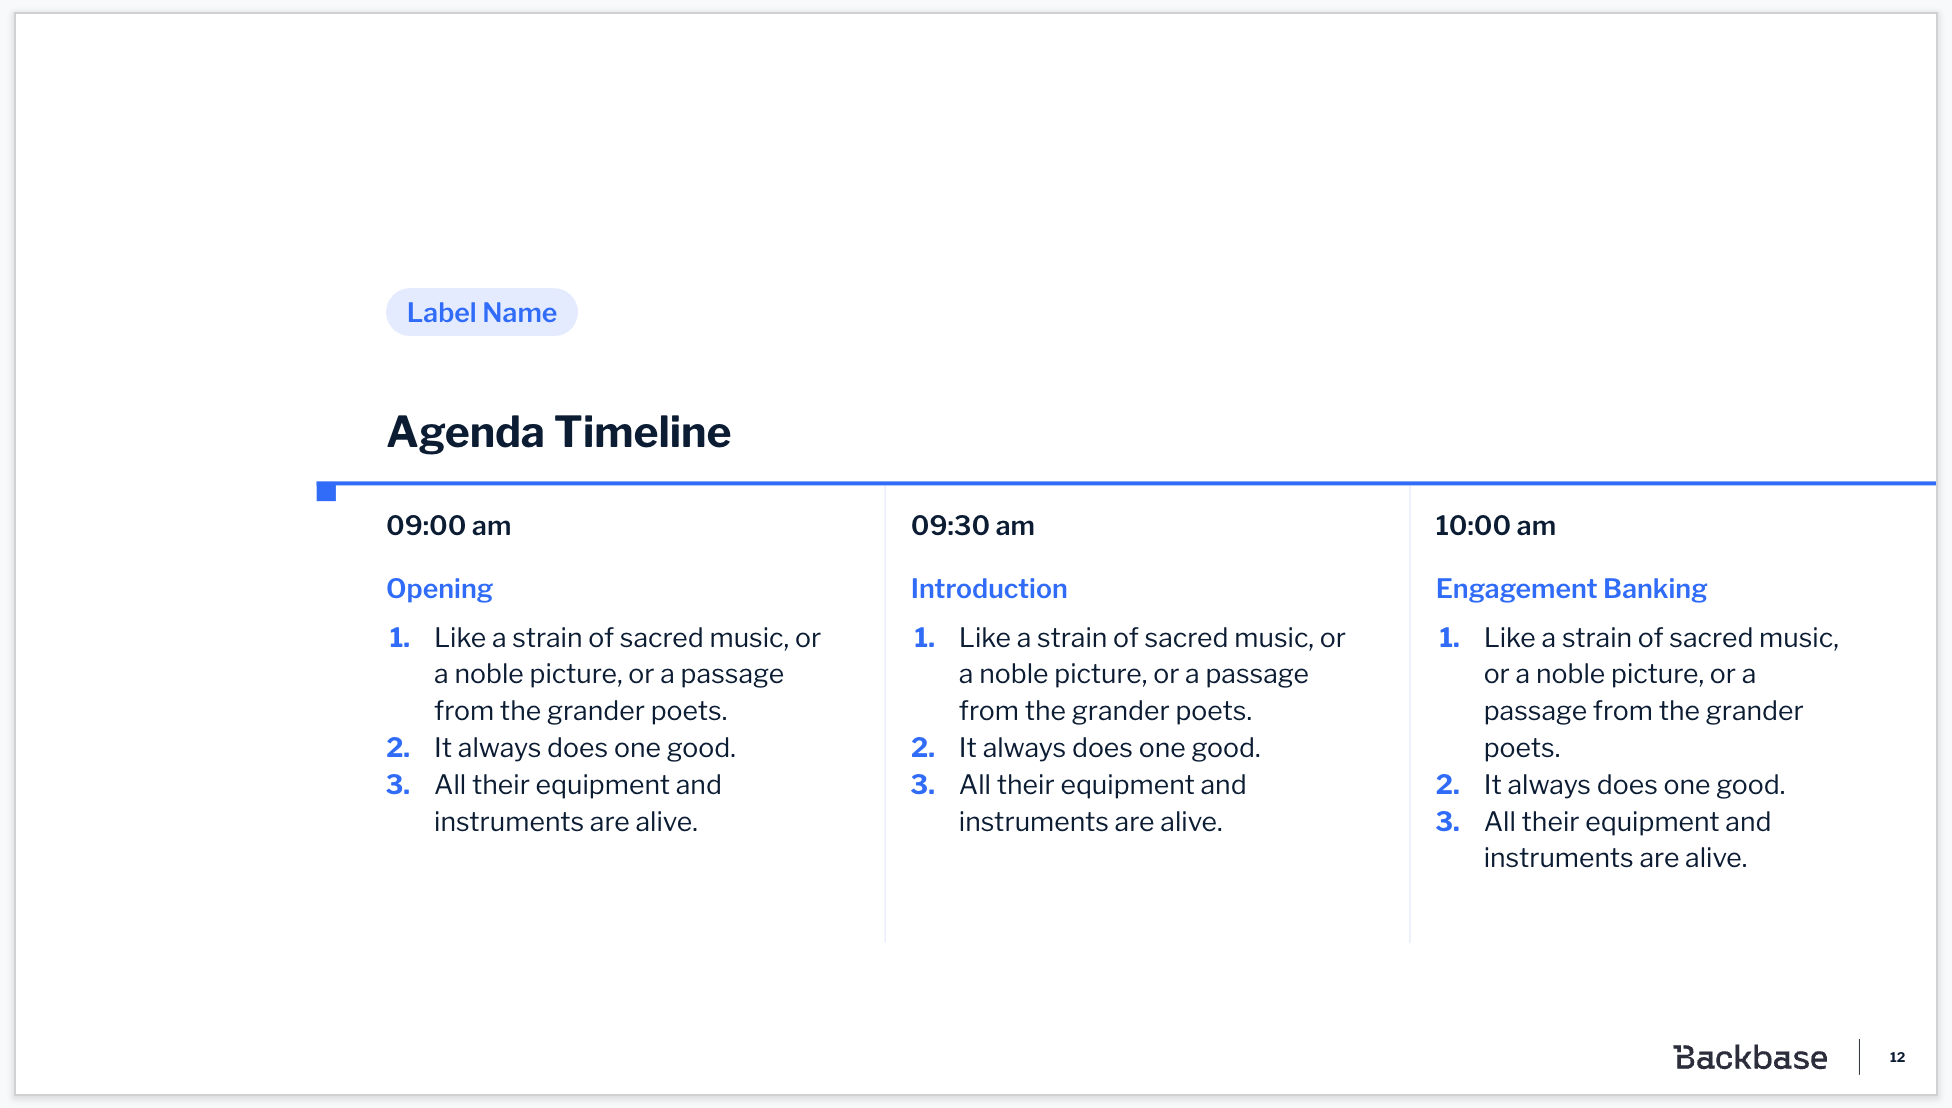 Label Name
Agenda Timeline
09:00 am
Opening
1. Like a strain of sacred music, or
a noble picture, or a passage
from the grander poets.
2. It always does one good.
3. All their equipment and
instruments are alive.
09:30 am
Introduction
1. Like a strain of sacred music, or
a noble picture, or a passage
from the grander poets.
2. It always does one good.
3. All their equipment and
instruments are alive.
10:00 am
Engagement Banking
1. Like a strain of sacred music,
or a noble picture, or a
passage from the grander
poets.
2. It always does one good.
3. All their equipment and
instruments are alive.
Backbase
12